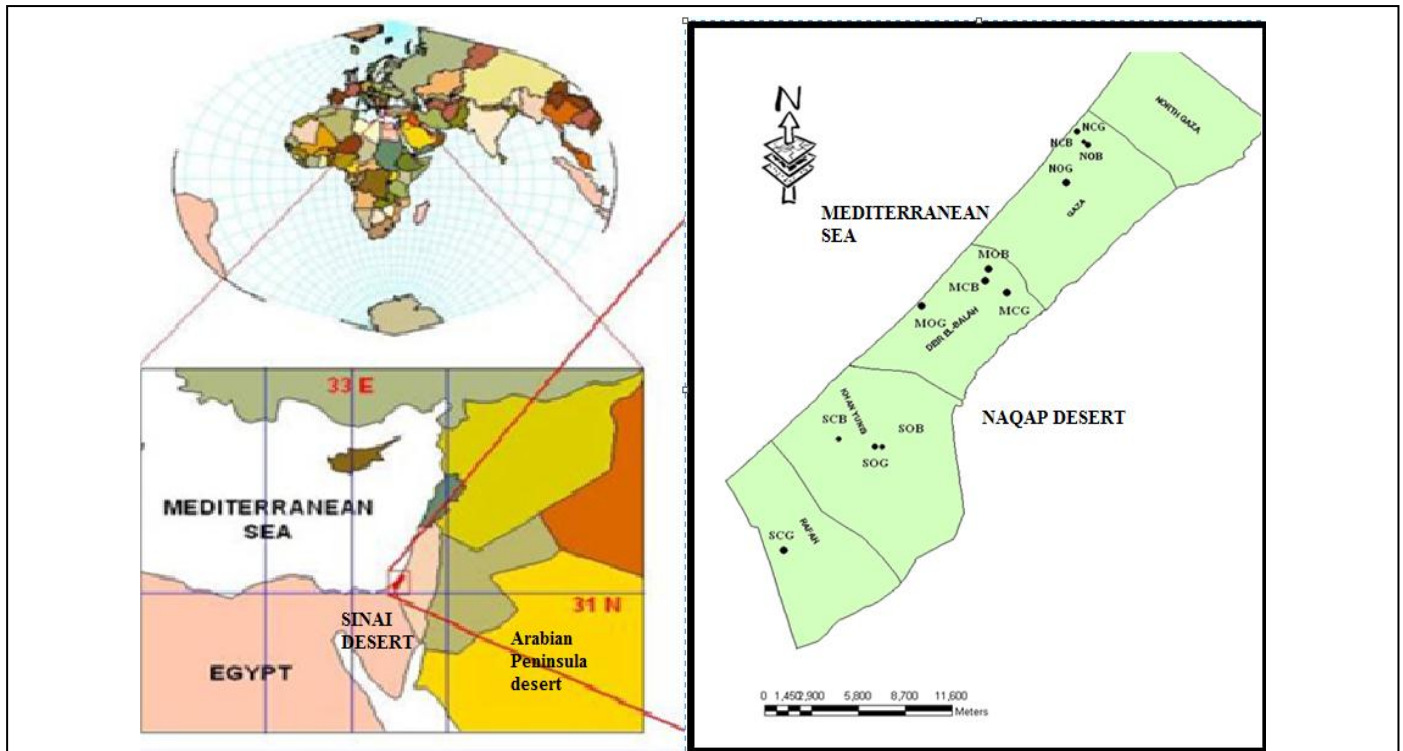 33 E
MEDITERRANEAN
SEA
31 N
SINAI
DESERT
EGYPT
Arabian
Peninsula
desert
N
NORTH GAZA
NCG
NCB
NOB
NOG
GAZA
MEDITERRANEAN
SEA
MOB
MCB
MCG
MOG
DEIR EL-BALAH
NAQAP DESERT
KHAN YUNIS
SCB
SOB
SOG
SCG
RAFAH
0 1,450 2,900 5,800 8,700 11,600
Meters